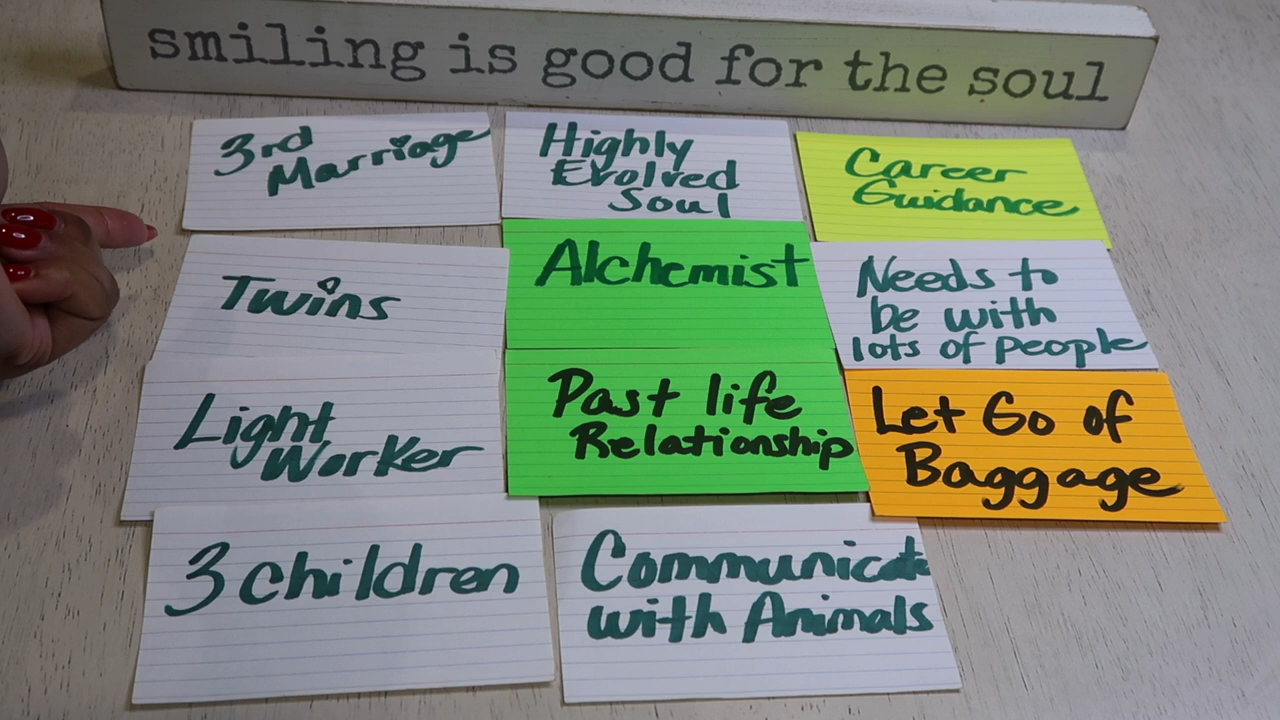 smiling is good for the soul
3rd
Marriage
Highly
Evolved
Soul
Career
Guidance
Twins
Alchemist
Needs to
be with
lots of people
Light
Worker
Past life
Relationship
Let Go of
Baggage
3 children
Communicate
with Animals